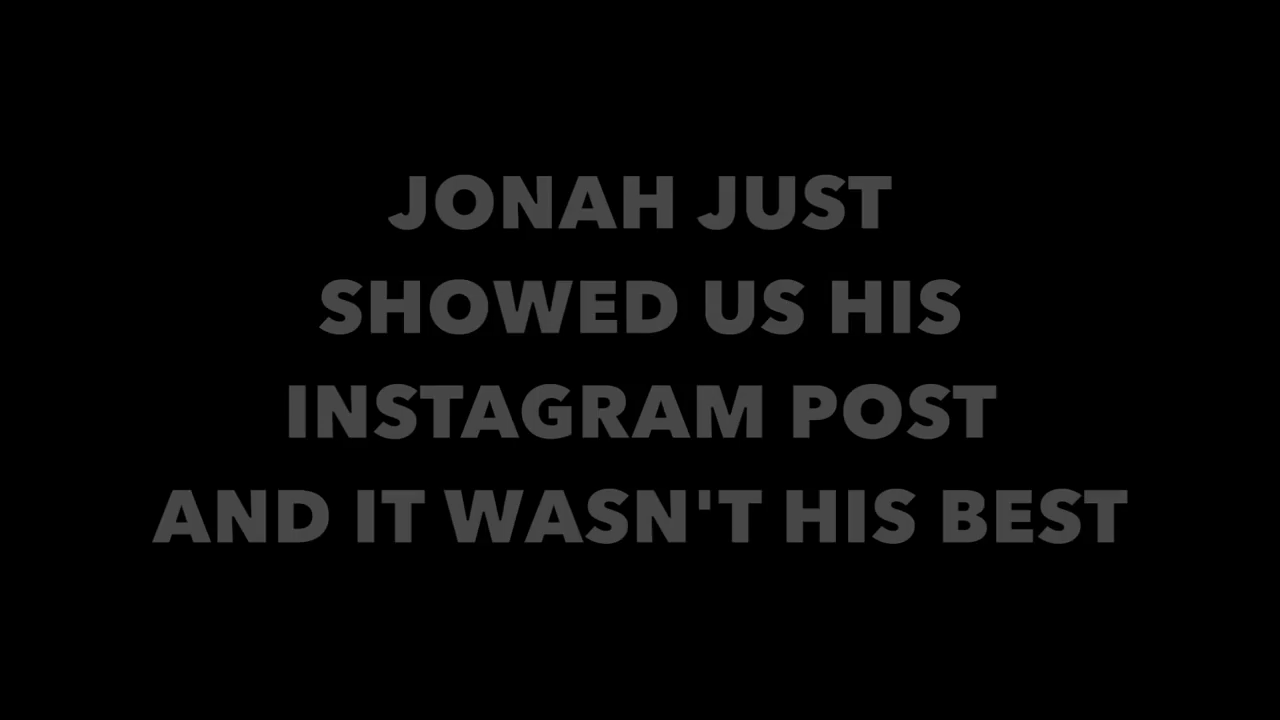 JONAH JUST
SHOWED US HIS
INSTAGRAM POST
AND IT WASN'T HIS BEST